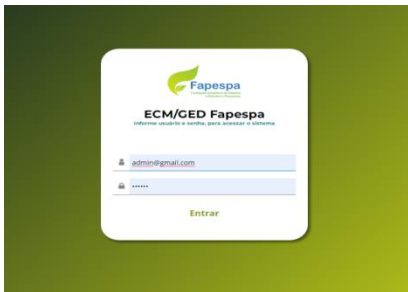 Fapespa
ECM/GED Fapespa
Informe usuário e senha, para acessar o sistema
admin@gmail.com
••••••
Entrar